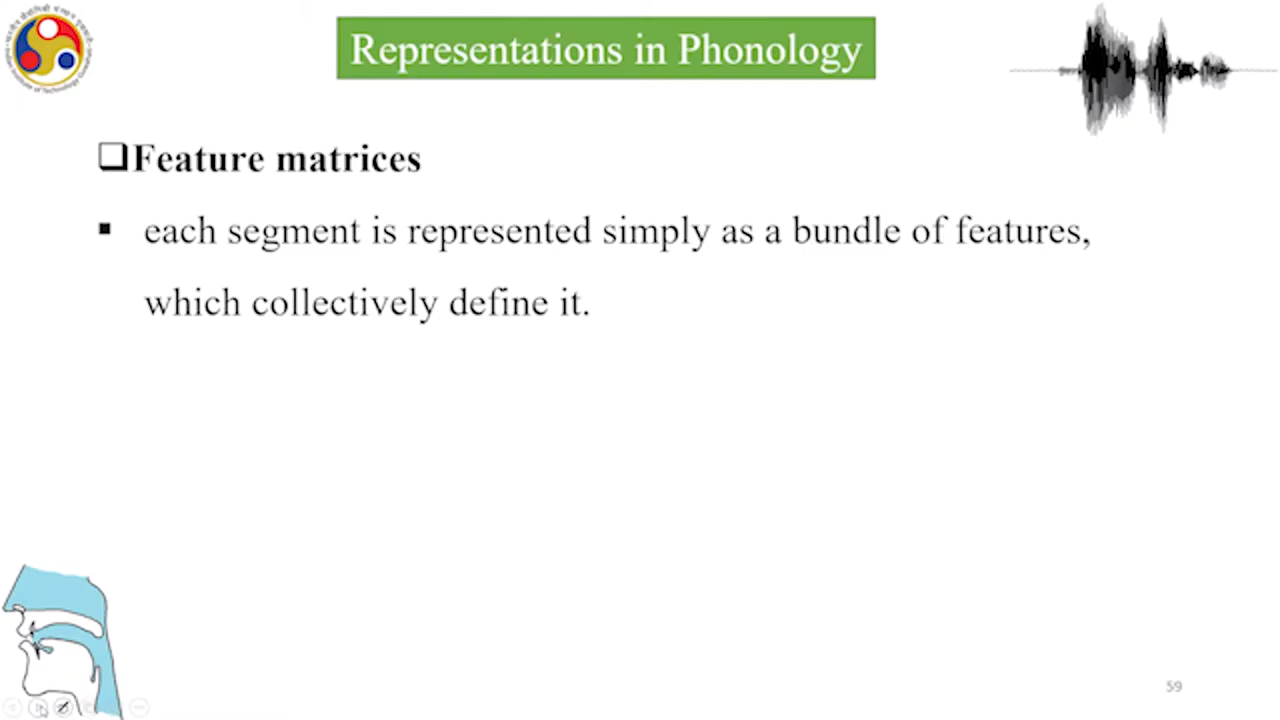 Representations in Phonology
Feature matrices
each segment is represented simply as a bundle of features,
which collectively define it.
59